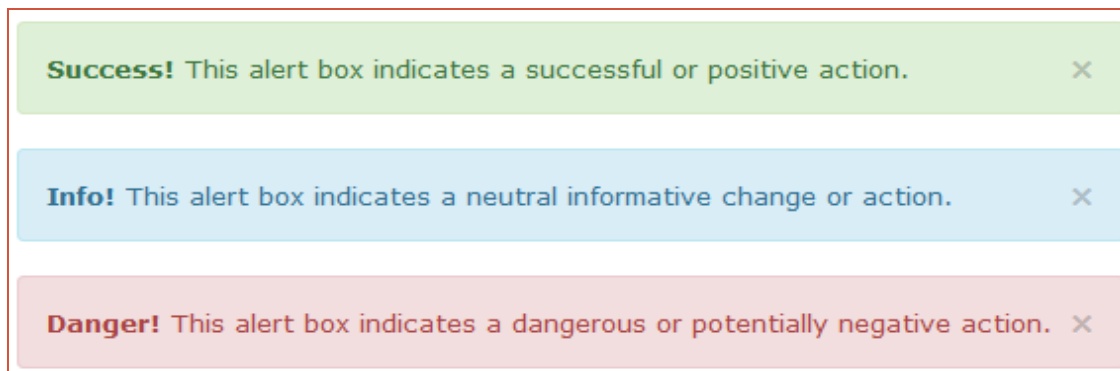 Success! This alert box indicates a successful or positive action. ×
Info! This alert box indicates a neutral informative change or action. ×
Danger! This alert box indicates a dangerous or potentially negative action. ×